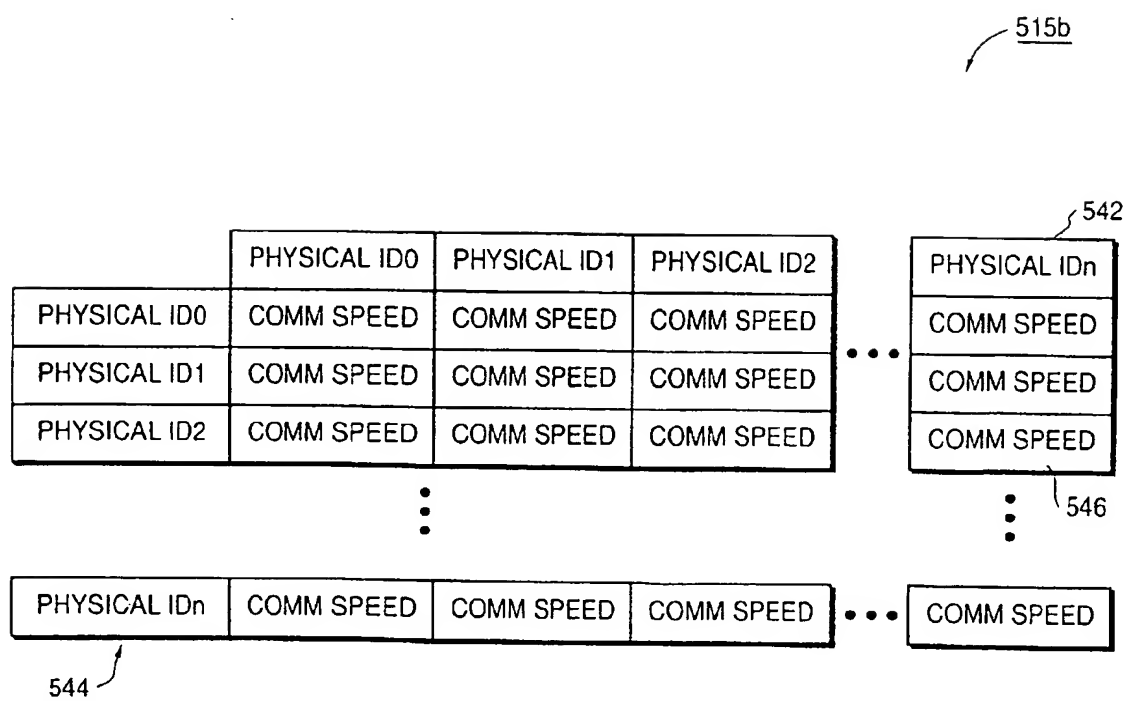 515b
542
PHYSICAL ID0 PHYSICAL ID1 PHYSICAL ID2 PHYSICAL IDn
PHYSICAL ID0 COMM SPEED COMM SPEED COMM SPEED ••• COMM SPEED
PHYSICAL ID1 COMM SPEED COMM SPEED COMM SPEED COMM SPEED
PHYSICAL ID2 COMM SPEED COMM SPEED COMM SPEED COMM SPEED
546
PHYSICAL IDn COMM SPEED COMM SPEED COMM SPEED ••• COMM SPEED
544